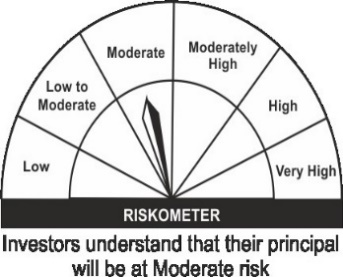 Moderate
Moderately
High
Low to
Moderate
High
Low
Very High
RISKOMETER
Investors understand that their principal
will be at Moderate risk